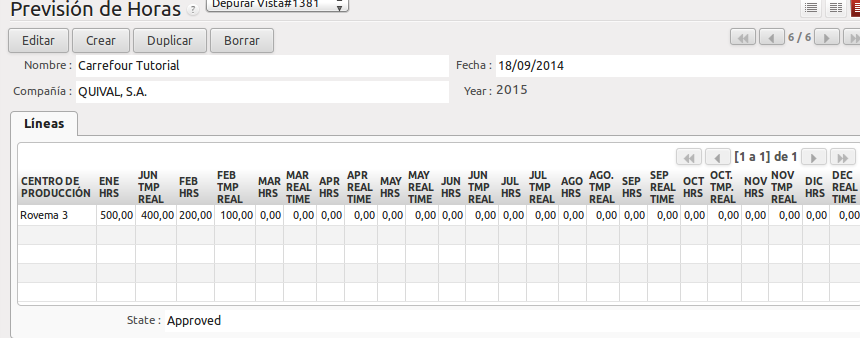 Previsión de Horas ? Depurar Vista#1381
Editar Crear Duplicar Borrar 6 / 6
Nombre : Carrefour Tutorial Fecha : 18/09/2014
Compañía : QUIVAL, S.A. Year : 2015
Líneas
[1 a 1] de 1
CENTRO DE PRODUCCIÓN ENE HRS JUN TMP REAL FEB HRS FEB TMP REAL MAR HRS MAR REAL TIME APR HRS APR REAL TIME MAY HRS MAY REAL TIME JUN HRS JUN TMP REAL JUL HRS JUL TMP REAL AGO HRS AGO. TMP REAL SEP HRS SEP REAL TIME OCT HRS OCT. TMP. REAL NOV HRS NOV TMP REAL DIC HRS DEC REAL TIME
Rovema 3 500,00 400,00 200,00 100,00 0,00 0,00 0,00 0,00 0,00 0,00 0,00 0,00 0,00 0,00 0,00 0,00 0,00 0,00 0,00 0,00 0,00 0,00 0,00 0,00
State : Approved